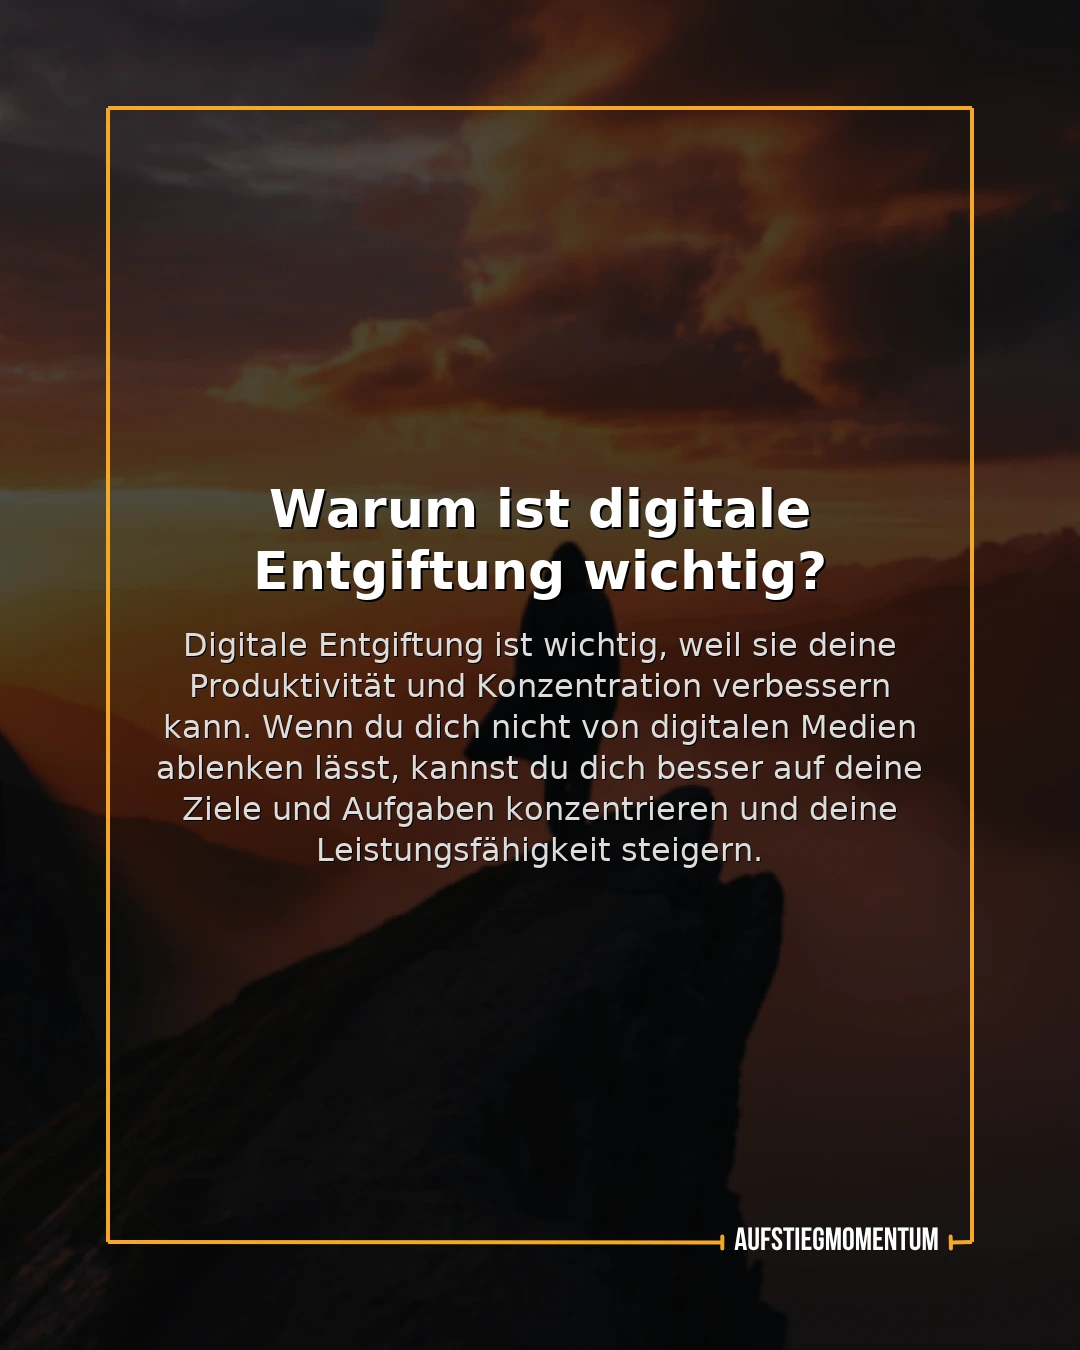 Warum ist digitale
Entgiftung wichtig?
Digitale Entgiftung ist wichtig, weil sie deine
Produktivität und Konzentration verbessern
kann. Wenn du dich nicht von digitalen Medien
ablenken lässt, kannst du dich besser auf deine
Ziele und Aufgaben konzentrieren und deine
Leistungsfähigkeit steigern.
AUFSTIEGMOMENTUM